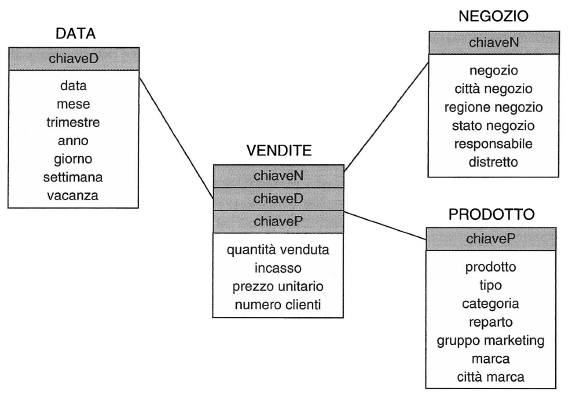 DATA
chiaveD
data
mese
trimestre
anno
giorno
settimana
vacanza
VENDITE
chiaveN
chiaveD
chiaveP
quantità venduta
incasso
prezzo unitario
numero clienti
NEGOZIO
chiaveN
negozio
città negozio
regione negozio
stato negozio
responsabile
distretto
PRODOTTO
chiaveP
prodotto
tipo
categoria
reparto
gruppo marketing
marca
città marca